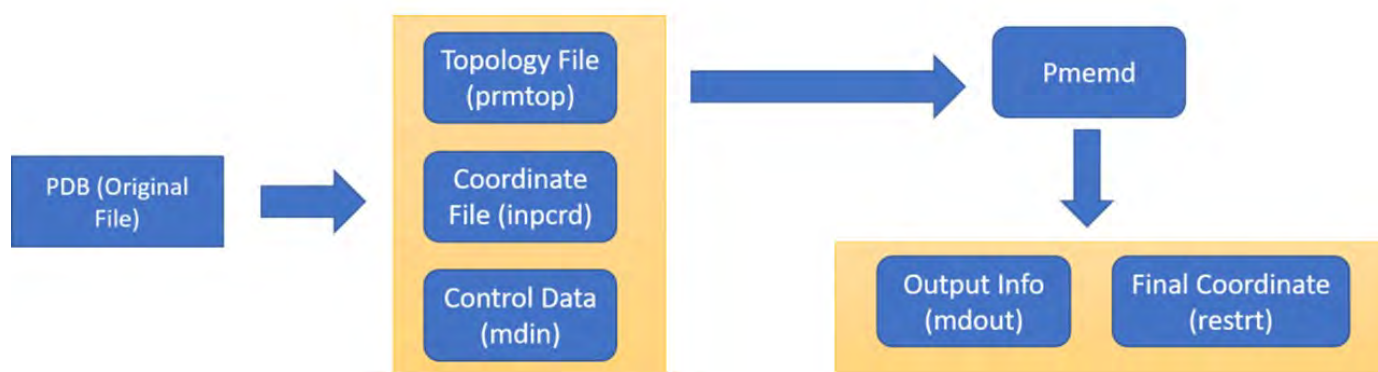 PDB (Original
File)
Topology File
(prmtop)
Coordinate
File (inpcrd)
Control Data
(mdin)
Pmemd
Output Info
(mdout)
Final Coordinate
(restrt)